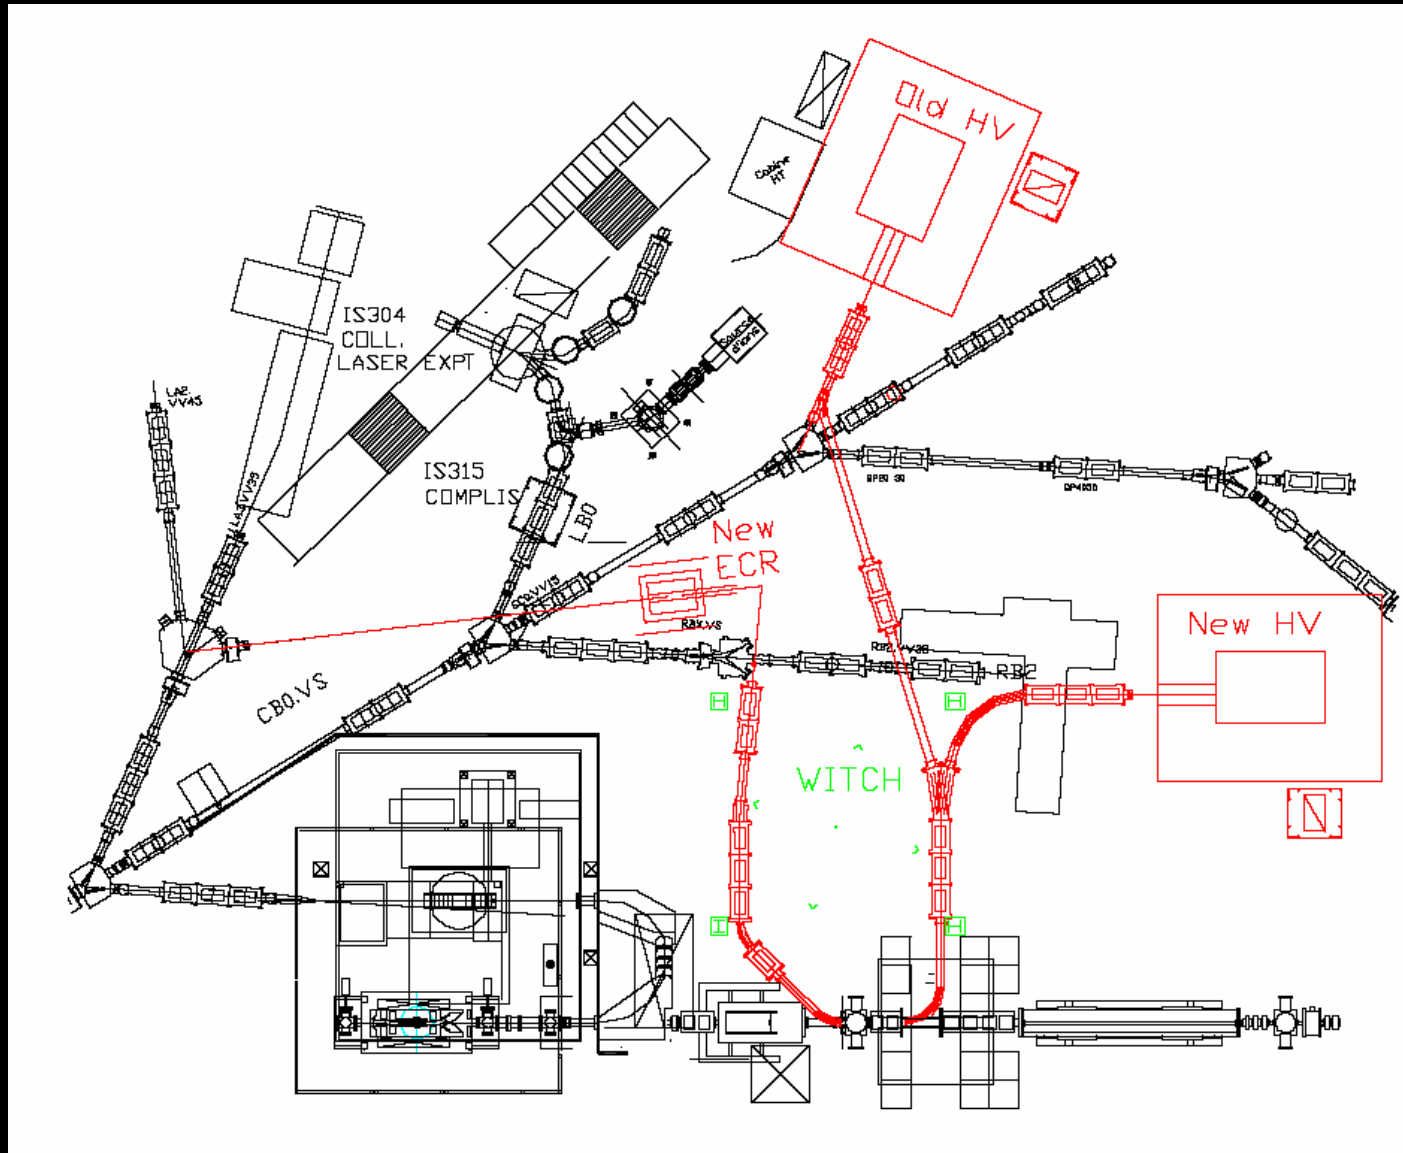 Old HV
Cabine
HT
IS304
COLL.
LASER EXPT
Source
d'ions
LA2.
VV45
IS315
COMPLIS
LB0
New
ECR
New HV
RB2
CB0.VS
WITCH
H
H
I
H